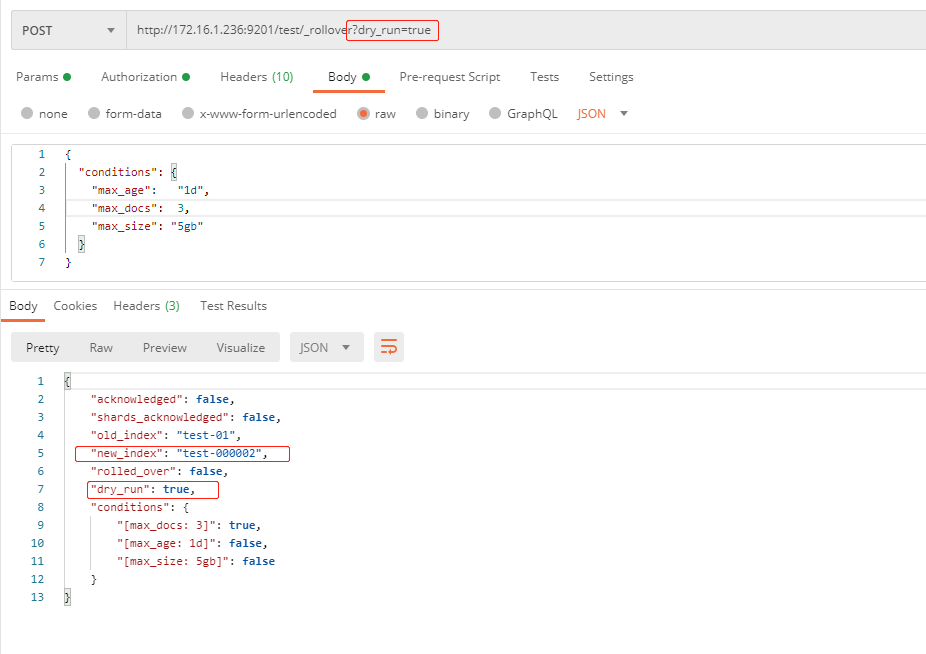 POST http://172.16.1.236:9201/test/_rollover?dry_run=true
Params Authorization Headers (10) Body Pre-request Script Tests Settings
none form-data x-www-form-urlencoded raw binary GraphQL JSON
1 {
2 "conditions": {
3 "max_age": "1d",
4 "max_docs": 3,
5 "max_size": "5gb"
6 }
7 }
Body Cookies Headers (3) Test Results
Pretty Raw Preview Visualize JSON
1 {
2 "acknowledged": false,
3 "shards_acknowledged": false,
4 "old_index": "test-01",
5 "new_index": "test-000002",
6 "rolled_over": false,
7 "dry_run": true,
8 "conditions": {
9 "[max_docs: 3]": true,
10 "[max_age: 1d]": false,
11 "[max_size: 5gb]": false
12 }
13 }